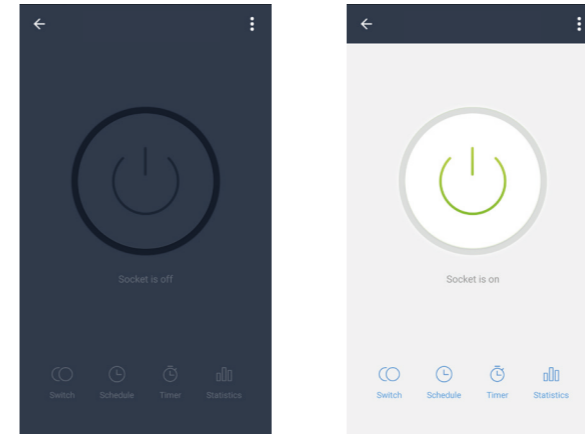 Socket is off
Switch Schedule Timer Statistics
Socket is on
Switch Schedule Timer Statistics